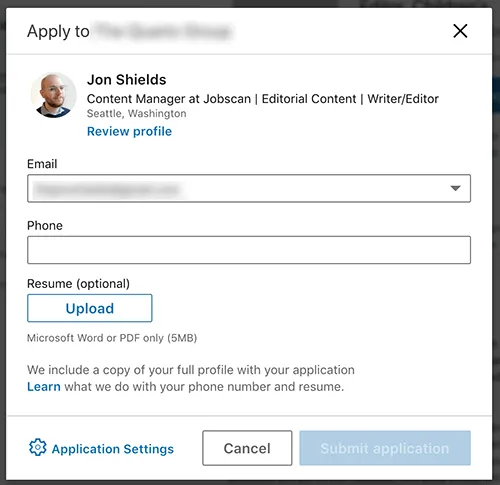 Apply to
Jon Shields
Content Manager at Jobscan | Editorial Content | Writer/Editor
Seattle, Washington
Review profile
Email
Phone
Resume (optional)
Upload
Microsoft Word or PDF only (5MB)
We include a copy of your full profile with your application
Learn what we do with your phone number and resume.
Application Settings
Cancel
Submit application